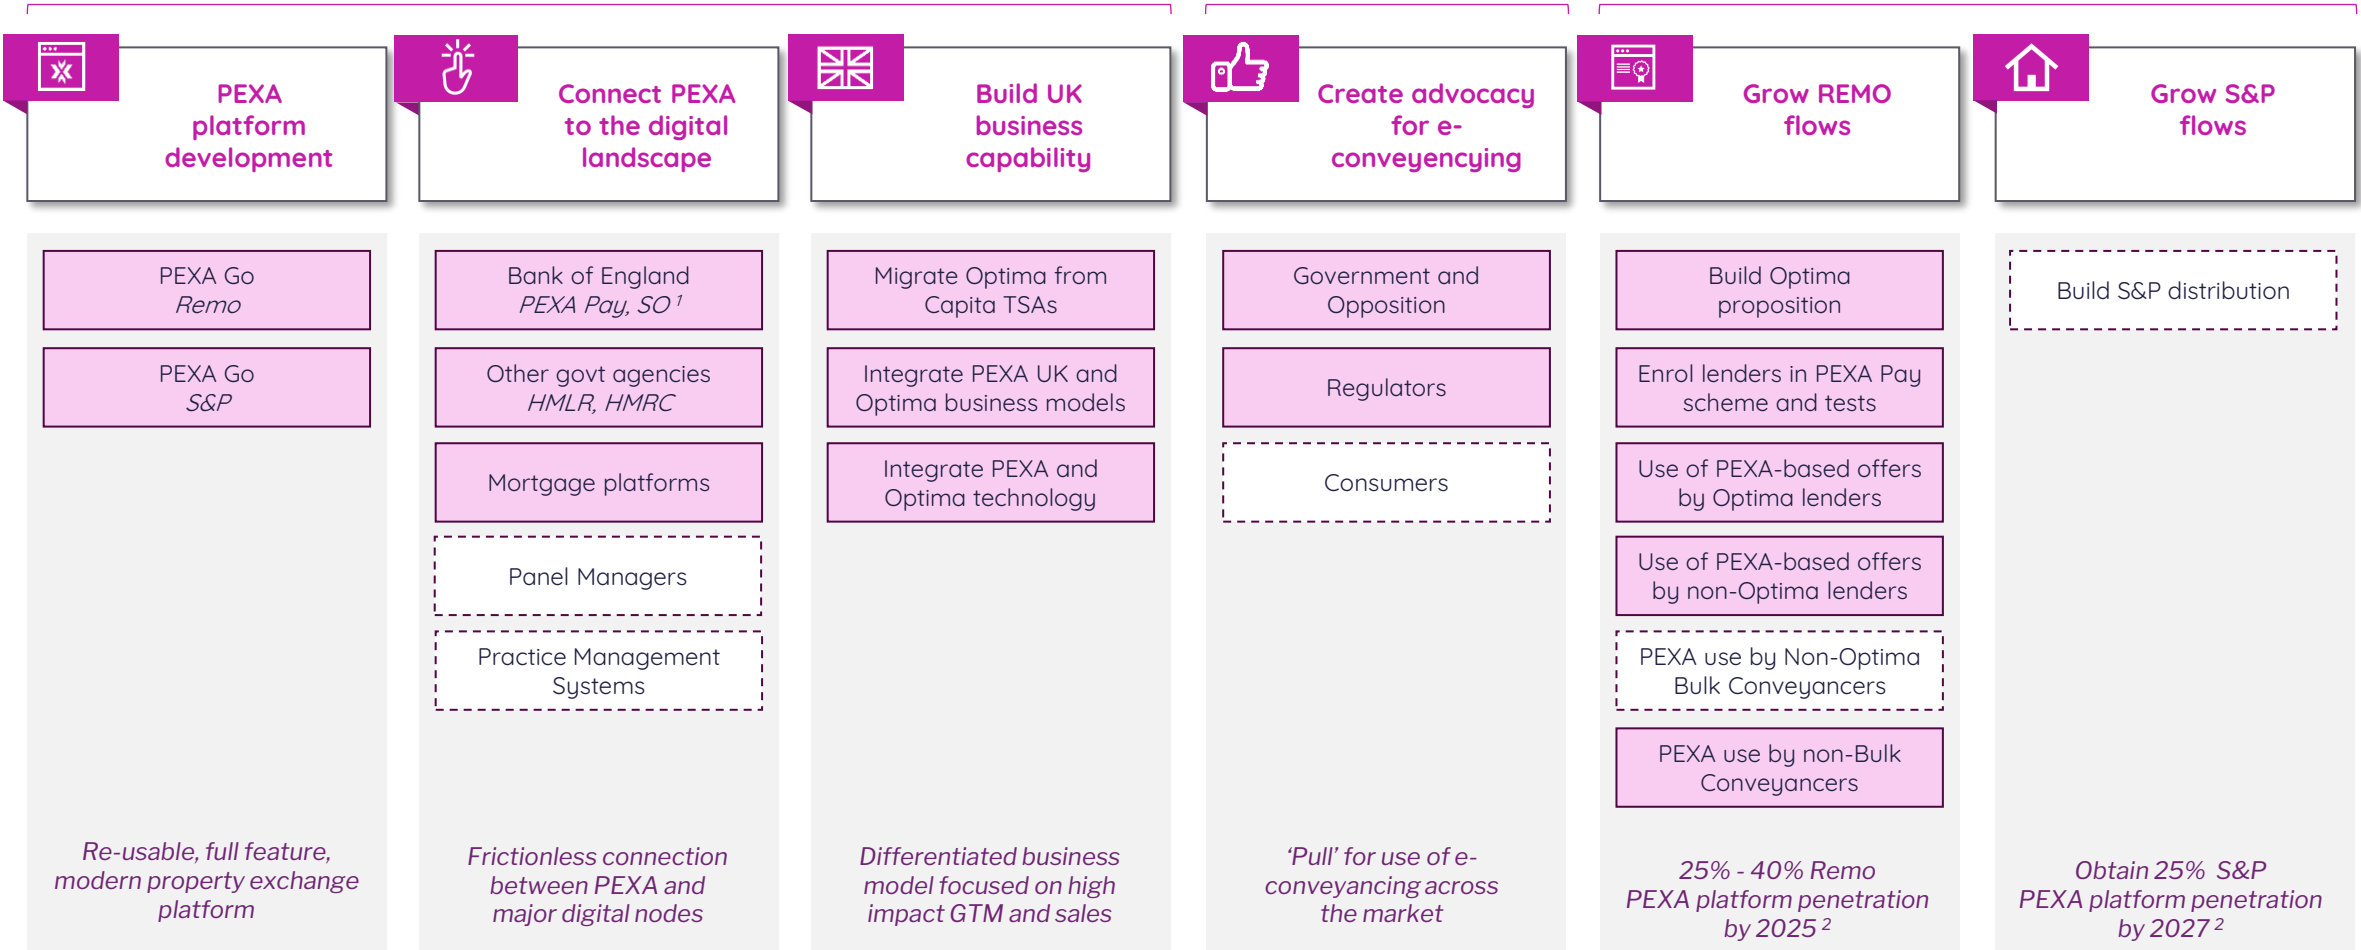 PEXA
platform
development
Connect PEXA
to the digital
landscape
Build UK
business
capability
Create advocacy
for e-
conveyencying
Grow REMO
flows
Grow S&P
flows
PEXA Go
Remo
PEXA Go
S&P
Re-usable, full feature,
modern property exchange
platform
Bank of England
PEXA Pay, SO 1
Other govt agencies
HMLR, HMRC
Mortgage platforms
Panel Managers
Practice Management
Systems
Frictionless connection
between PEXA and
major digital nodes
Migrate Optima from
Capita TSAs
Integrate PEXA UK and
Optima business models
Integrate PEXA and
Optima technology
Differentiated business
model focused on high
impact GTM and sales
Government and
Opposition
Regulators
Consumers
‘Pull’ for use of e-
conveyancing across
the market
Build Optima
proposition
Enrol lenders in PEXA Pay
scheme and tests
Use of PEXA-based offers
by Optima lenders
Use of PEXA-based offers
by non-Optima lenders
PEXA use by Non-Optima
Bulk Conveyancers
PEXA use by non-Bulk
Conveyancers
25% - 40% Remo
PEXA platform penetration
by 2025 2
Build S&P distribution
Obtain 25% S&P
PEXA platform penetration
by 2027 2